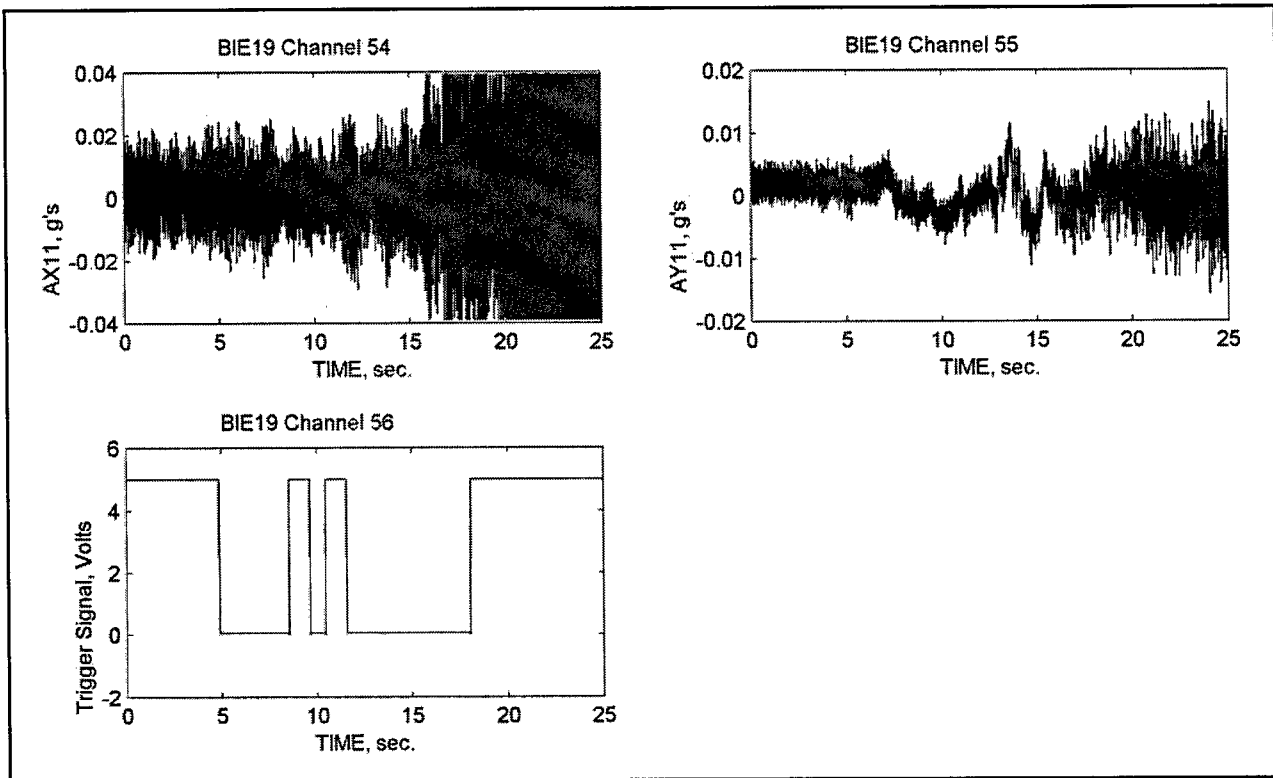 BIE19 Channel 54
0.04
0.02
0
-0.02
-0.04
AX11, g's
0 5 10 15 20 25
TIME, sec.
BIE19 Channel 55
0.02
0.01
0
-0.01
-0.02
AY11, g's
0 5 10 15 20 25
TIME, sec.
BIE19 Channel 56
6
4
2
0
-2
Trigger Signal, Volts
0 5 10 15 20 25
TIME, sec.